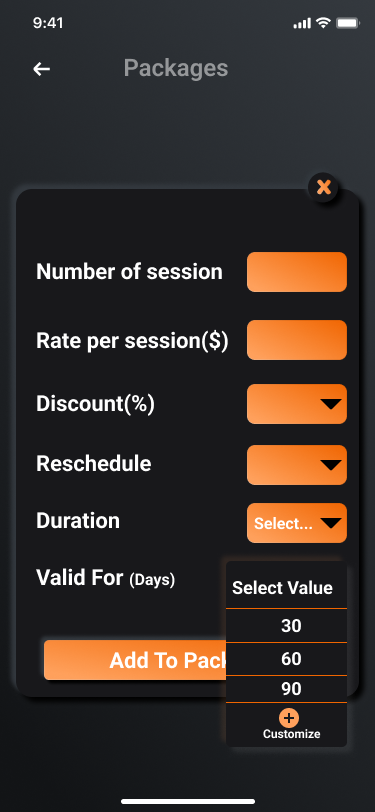 9:41
Packages
Number of session
Rate per session($)
Discount(%)
Reschedule
Duration
Select...
Valid For (Days)
Select Value
30
60
90
Customize
Add To Pack